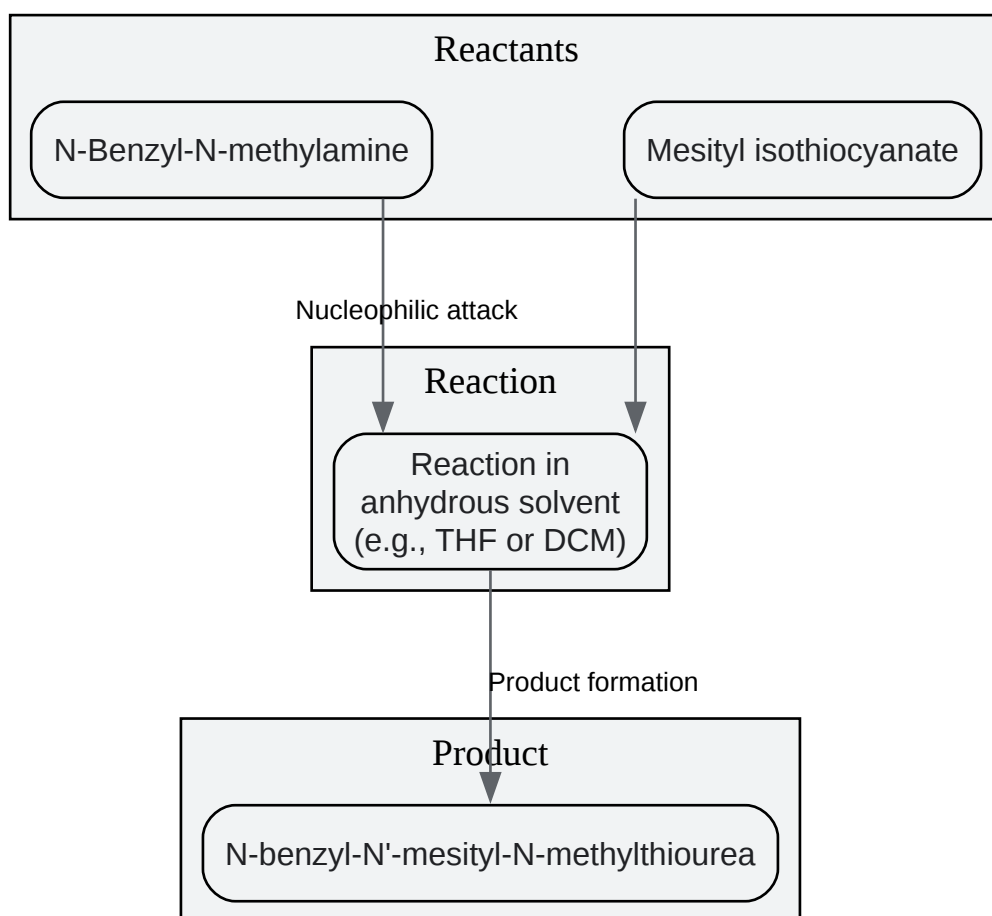 Reactants
N-Benzyl-N-methylamine
Mesityl isothiocyanate
Nucleophilic attack
Reaction
Reaction in
anhydrous solvent
(e.g., THF or DCM)
Product formation
Product
N-benzyl-N'-mesityl-N-methylthiourea